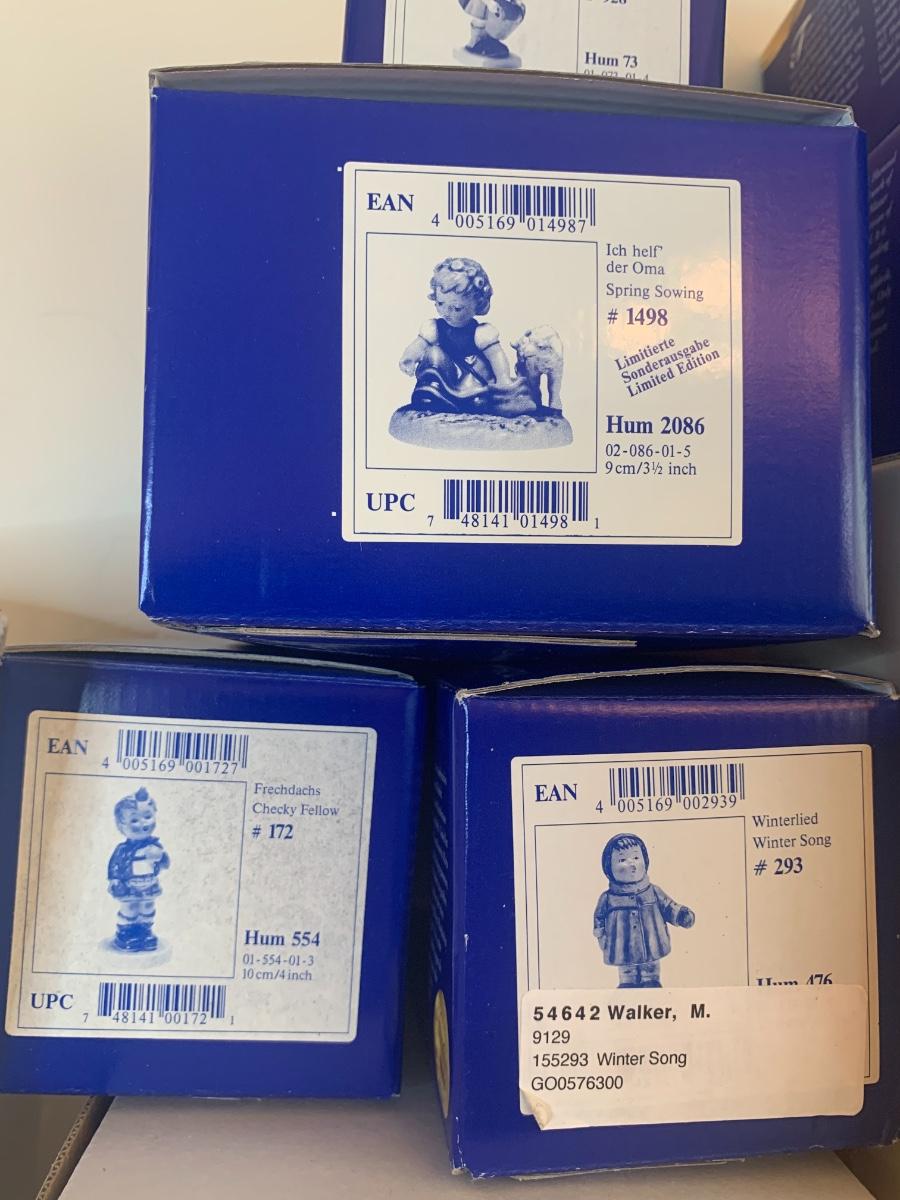 Hum 73
EAN
4 005169 014987
Ich helf'
der Oma
Spring Sowing
# 1498
Limitierte
Sonderausgabe
Limited Edition
Hum 2086
02-086-01-5
9 cm/3½ inch
UPC
7 48141 01498 1
EAN
4 005169 001727
Frechdachs
Checky Fellow
# 172
Hum 554
01-554-01-3
10 cm/4 inch
UPC
7 48141 00172 1
EAN
4 005169 002939
Winterlied
Winter Song
# 293
Hum 476
54642 Walker, M.
9129
155293 Winter Song
GO0576300